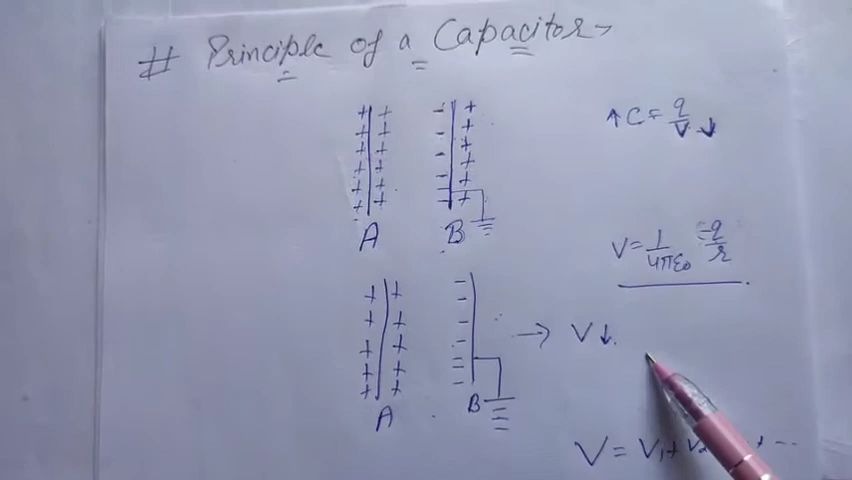 # Principle of a Capacitor→
↑ C = q/V ↓
A B
V = 1/4πε₀ -q/r
→ V↓.
A B
V = V₁ + V₂ + ...